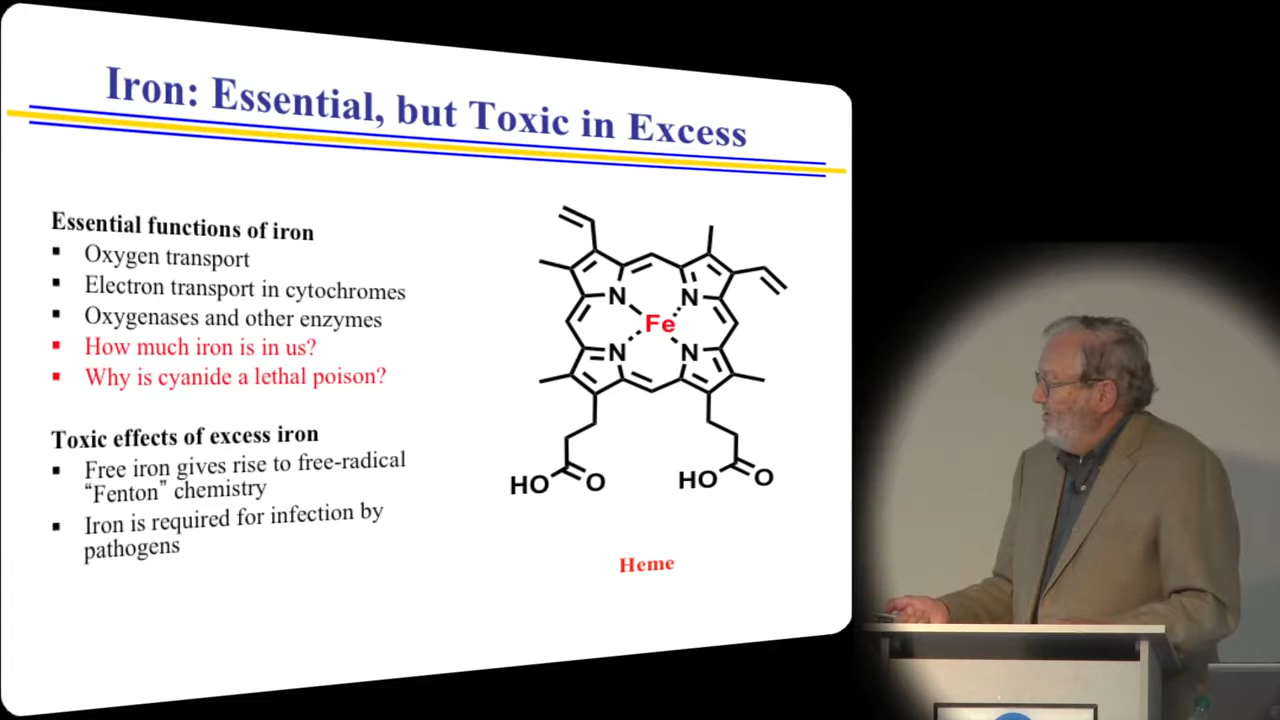 Iron: Essential, but Toxic in Excess
Essential functions of iron
▪ Oxygen transport
▪ Electron transport in cytochromes
▪ Oxygenases and other enzymes
▪ How much iron is in us?
▪ Why is cyanide a lethal poison?
Toxic effects of excess iron
▪ Free iron gives rise to free-radical
“Fenton” chemistry
▪ Iron is required for infection by
pathogens
N N
Fe
N N
HO O HO O
Heme